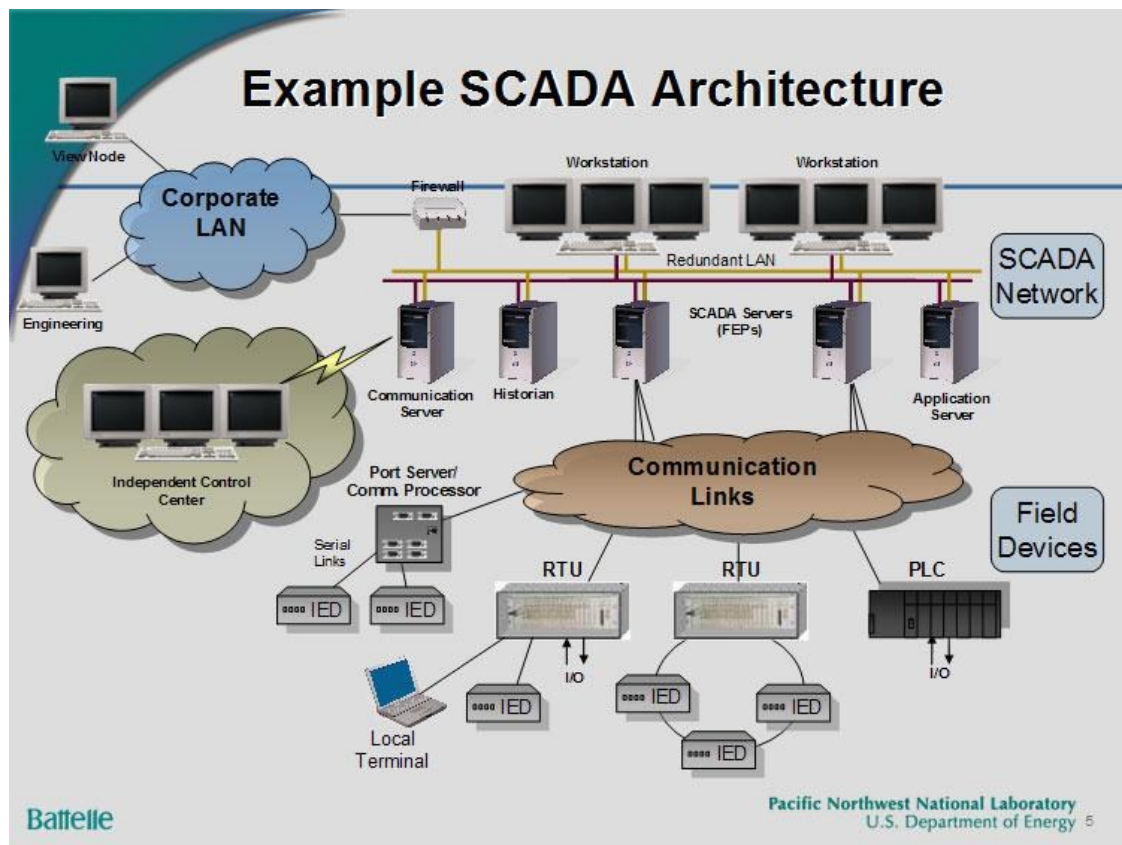 Example SCADA Architecture
View Node
Corporate
LAN
Firewall
Workstation
Workstation
Engineering
Redundant LAN
SCADA
Network
SCADA Servers
(FEPs)
Communication
Server
Historian
Application
Server
Independent Control
Center
Port Server/
Comm. Processor
Communication
Links
Serial
Links
Field
Devices
IED
IED
RTU
RTU
PLC
I/O
I/O
IED
IED
IED
IED
Local
Terminal
Battelle
Pacific Northwest National Laboratory
U.S. Department of Energy 5